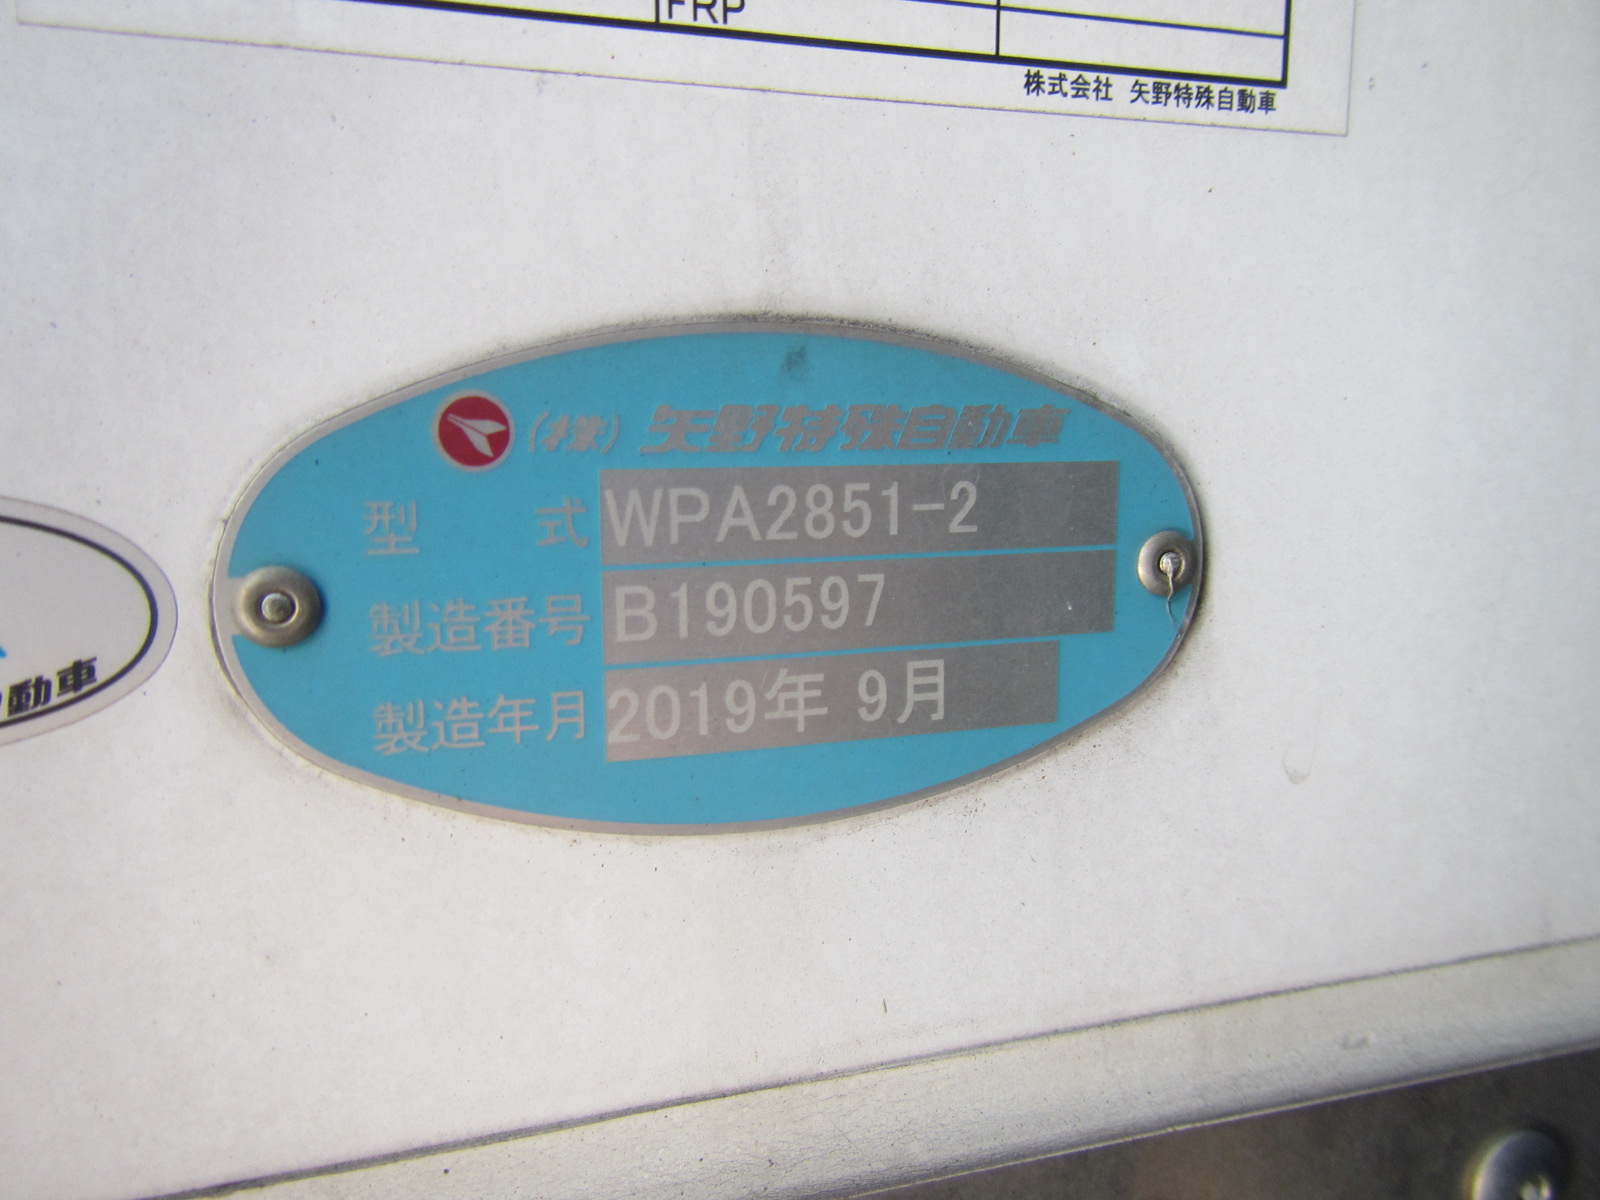 FRP
株式会社 矢野特殊自動車
(株) 矢野特殊自動車
型 式 WPA2851-2
製造番号 B190597
製造年月 2019年 9月
動車